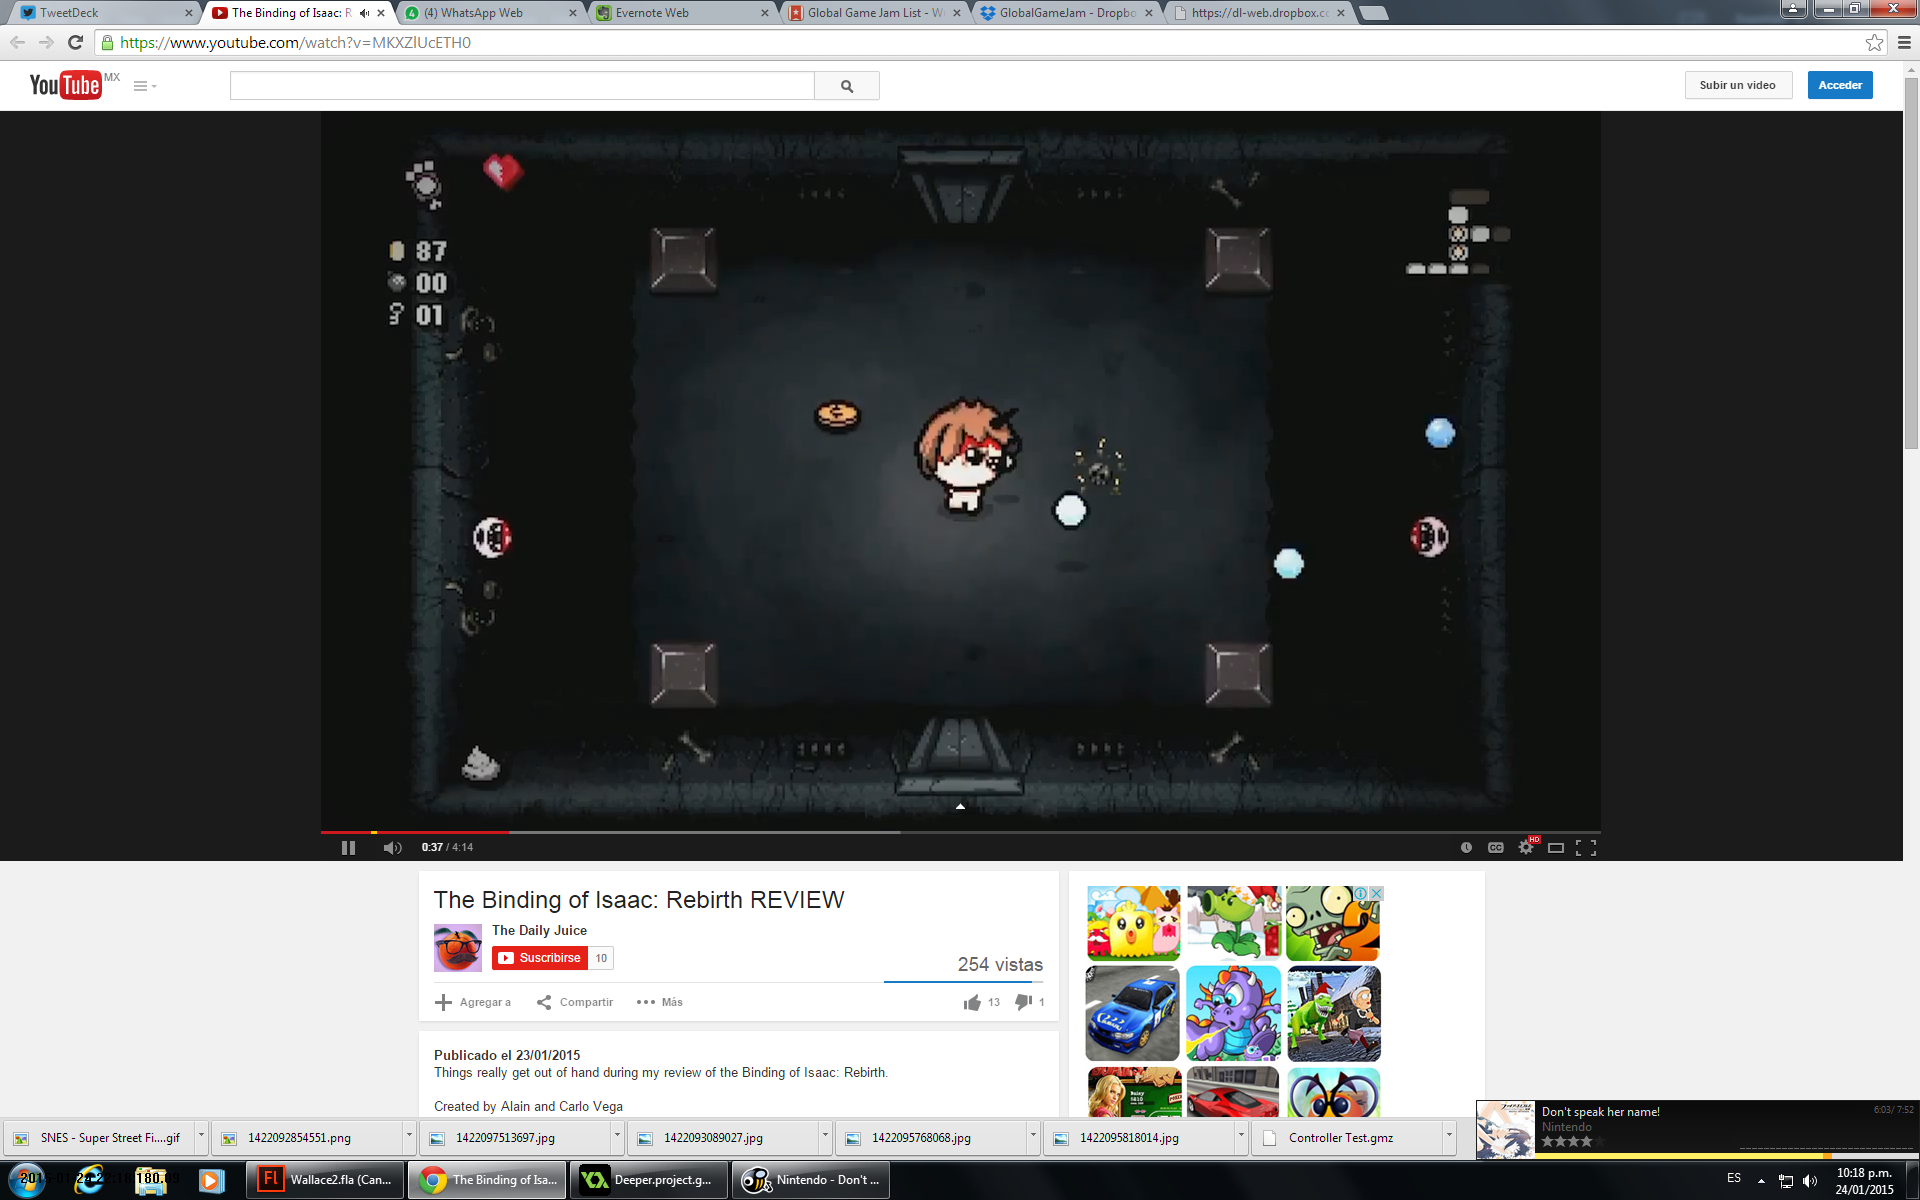 TweetDeck
The Binding of Isaac: R
(4) WhatsApp Web
Evernote Web
Global Game Jam List - W
GlobalGameJam - Dropbo
https://dl-web.dropbox.c
https://www.youtube.com/watch?v=MKXZlUcETH0
YouTube MX
Subir un video
Acceder
87
00
01
0:37 / 4:14
CC
HD
The Binding of Isaac: Rebirth REVIEW
The Daily Juice
Suscribirse 10
254 vistas
Agregar a
Compartir
Más
13
1
Publicado el 23/01/2015
Things really get out of hand during my review of the Binding of Isaac: Rebirth.
Created by Alain and Carlo Vega
2
Don't speak her name!
6:03/ 7:52
Nintendo
SNES - Super Street Fi....gif
1422092854551.png
1422097513697.jpg
1422093089027.jpg
1422095768068.jpg
1422095818014.jpg
Controller Test.gmz
Wallace2.fla (Can...
The Binding of Isa...
Deeper.project.g...
Nintendo - Don't ...
ES
10:18 p.m.
24/01/2015